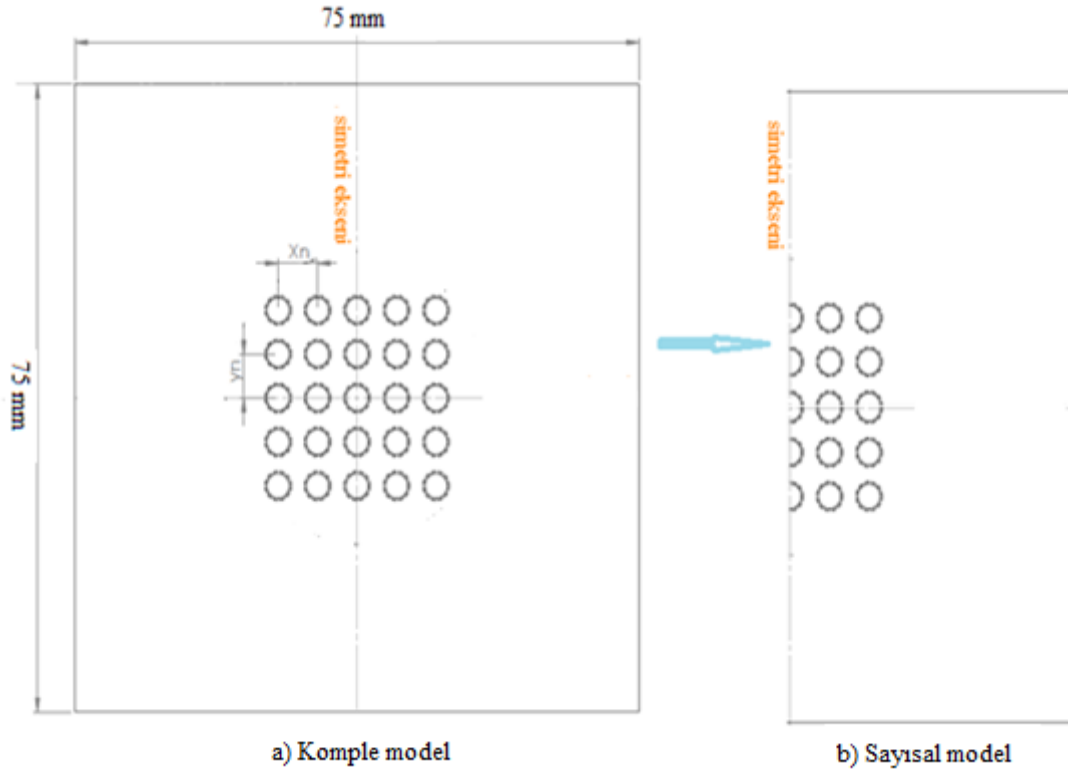 75 mm
simetri ekseni
Xn
yn
75 mm
simetri ekseni
a) Komple model
b) Sayısal model